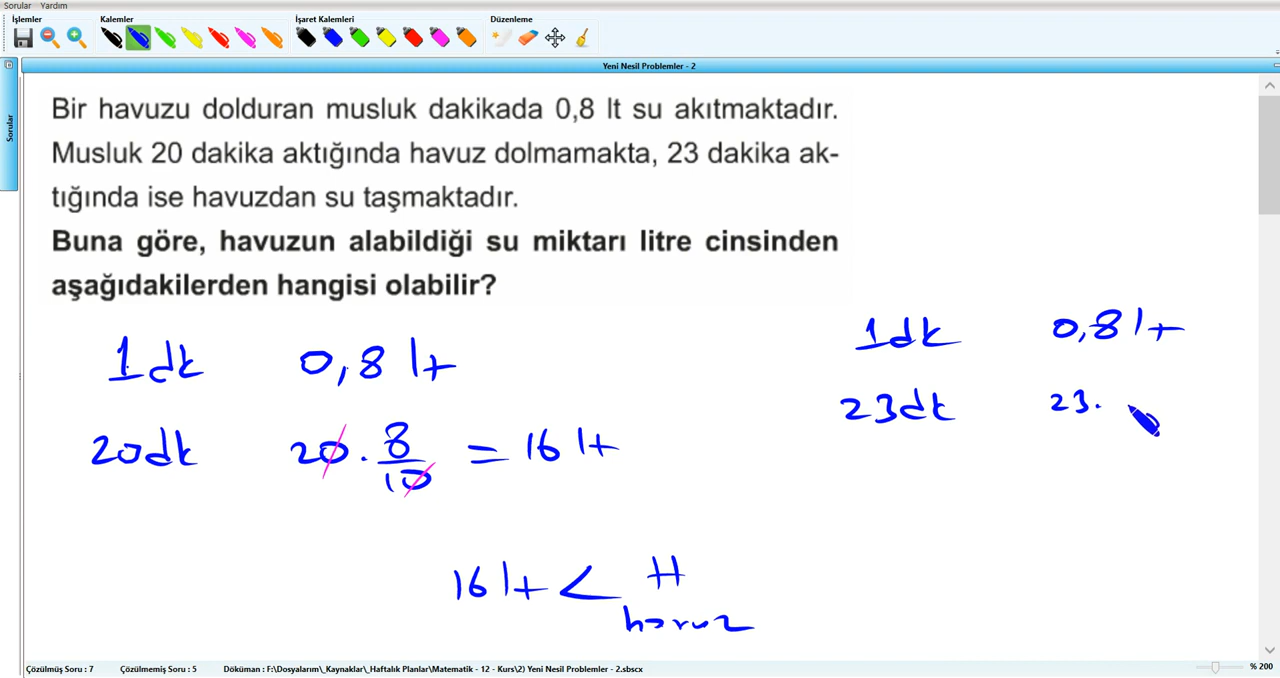 Sorular Yardım
İşlemler Kalemler İşaret Kalemleri Düzenleme
Yeni Nesil Problemler - 2
Sorular
Bir havuzu dolduran musluk dakikada 0,8 lt su akıtmaktadır.
Musluk 20 dakika aktığında havuz dolmamakta, 23 dakika ak-
tığında ise havuzdan su taşmaktadır.
Buna göre, havuzun alabildiği su miktarı litre cinsinden
aşağıdakilerden hangisi olabilir?
1dk 0,8 lt
20dk 20 . 8/10 = 16 lt
1dk 0,8 lt
23dk 23.
16 lt < H
havuz
Çözülmüş Soru : 7 Çözülmemiş Soru : 5 Döküman : F:\Dosyalarım\_Kaynaklar\_Haftalık Planlar\Matematik - 12 - Kurs\2) Yeni Nesil Problemler - 2.sbscx % 200